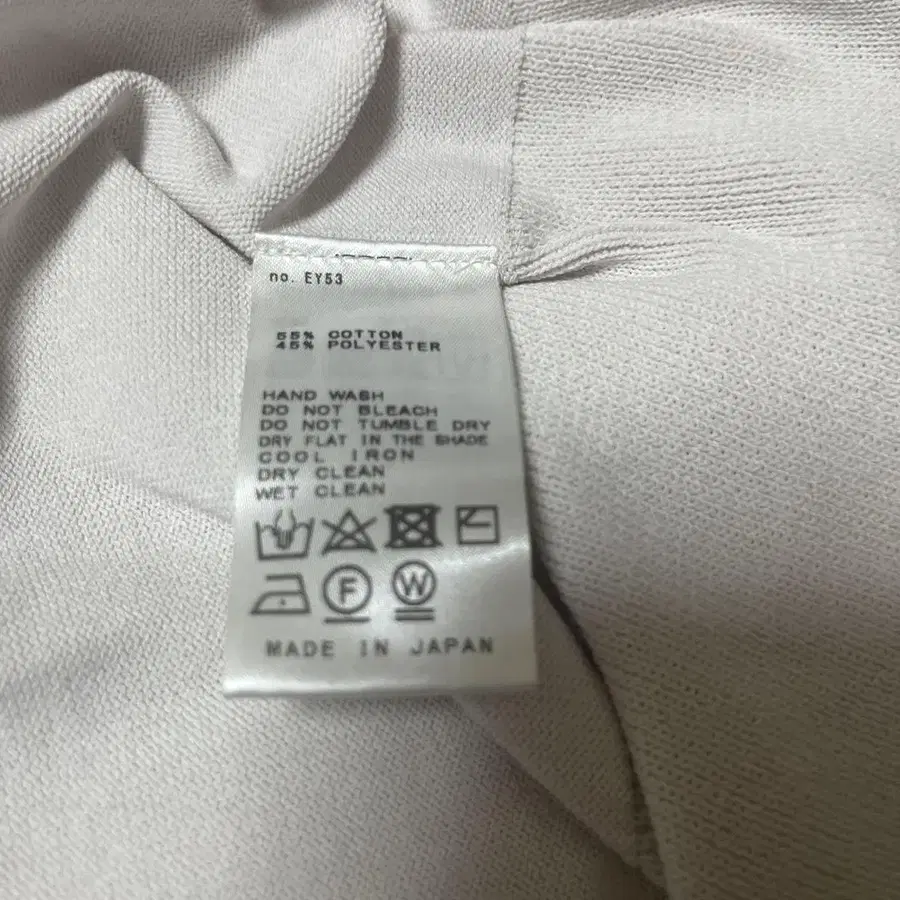 no. EY53
55% COTTON
45% POLYESTER
HAND WASH
DO NOT BLEACH
DO NOT TUMBLE DRY
DRY FLAT IN THE SHADE
COOL IRON
DRY CLEAN
WET CLEAN
F W
MADE IN JAPAN